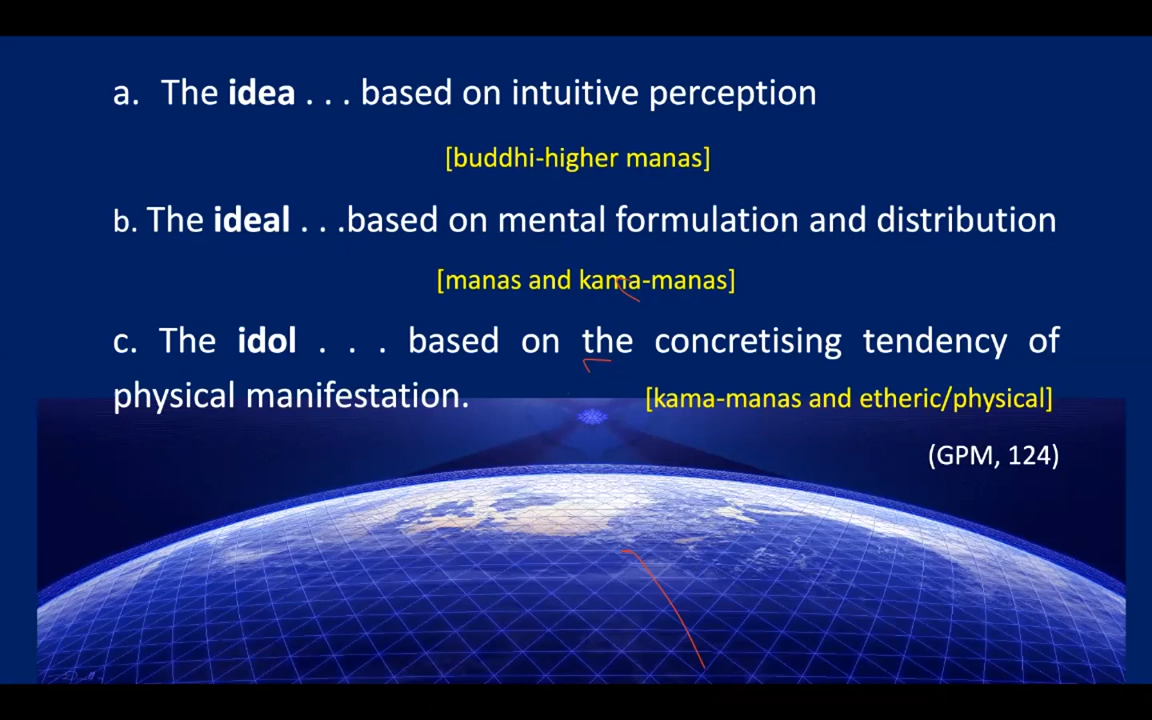 a. The idea . . . based on intuitive perception
[buddhi-higher manas]
b. The ideal . . .based on mental formulation and distribution
[manas and kama-manas]
c. The idol . . . based on the concretising tendency of
physical manifestation. [kama-manas and etheric/physical]
(GPM, 124)